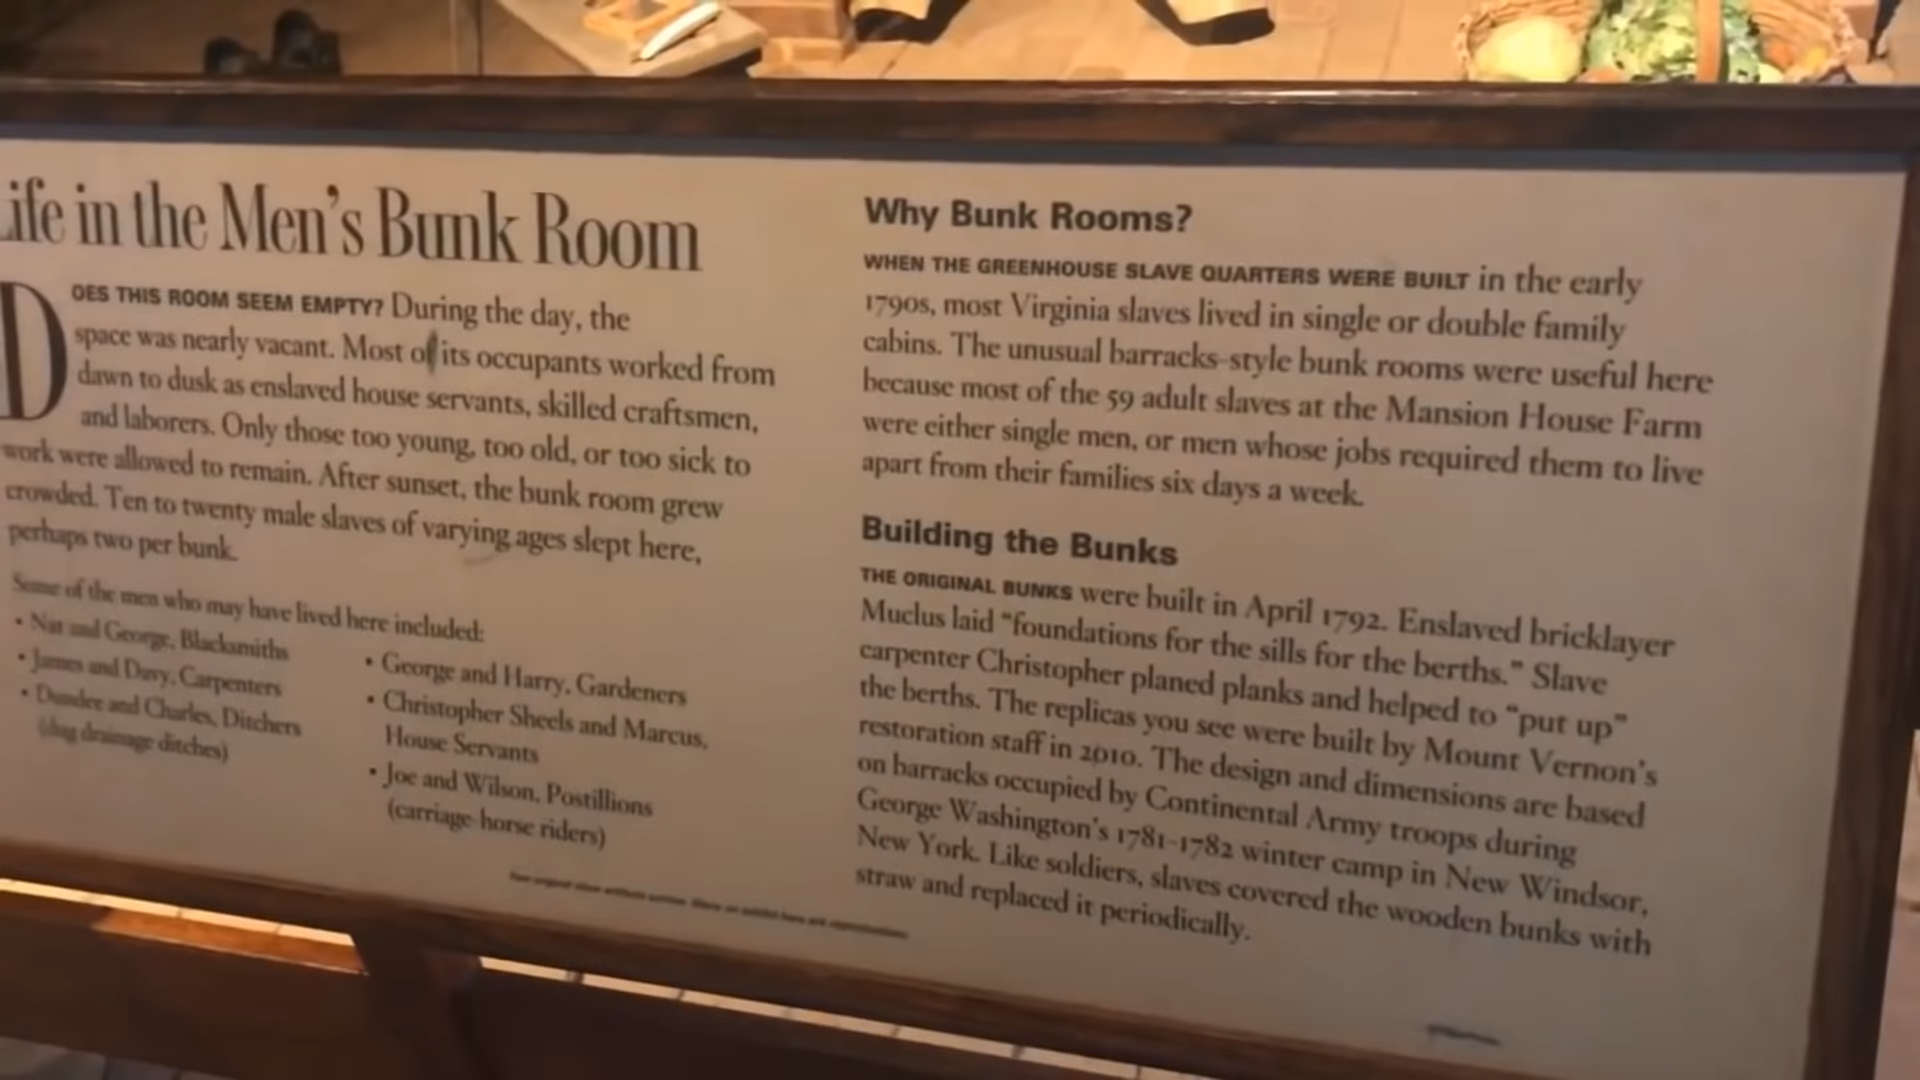 Life in the Men's Bunk Room
DOES THIS ROOM SEEM EMPTY? During the day, the
space was nearly vacant. Most of its occupants worked from
dawn to dusk as enslaved house servants, skilled craftsmen,
and laborers. Only those too young, too old, or too sick to
work were allowed to remain. After sunset, the bunk room grew
crowded. Ten to twenty male slaves of varying ages slept here,
perhaps two per bunk.
Some of the men who may have lived here included:
• Nat and George, Blacksmiths
• James and Davy, Carpenters
• Dundee and Charles, Ditchers
(dug drainage ditches)
• George and Harry, Gardeners
• Christopher Sheels and Marcus,
House Servants
• Joe and Wilson, Postillions
(carriage-horse riders)
Why Bunk Rooms?
WHEN THE GREENHOUSE SLAVE QUARTERS WERE BUILT in the early
1790s, most Virginia slaves lived in single or double family
cabins. The unusual barracks-style bunk rooms were useful here
because most of the 59 adult slaves at the Mansion House Farm
were either single men, or men whose jobs required them to live
apart from their families six days a week.
Building the Bunks
THE ORIGINAL BUNKS were built in April 1792. Enslaved bricklayer
Muclus laid "foundations for the sills for the berths." Slave
carpenter Christopher planed planks and helped to "put up"
the berths. The replicas you see were built by Mount Vernon's
restoration staff in 2010. The design and dimensions are based
on barracks occupied by Continental Army troops during
George Washington's 1781-1782 winter camp in New Windsor,
New York. Like soldiers, slaves covered the wooden bunks with
straw and replaced it periodically.